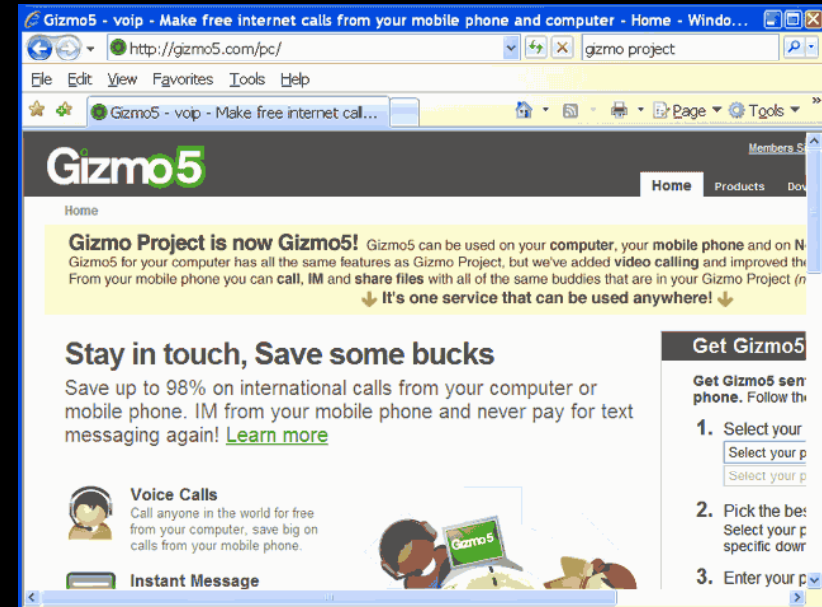 Gizmo5 - voip - Make free internet calls from your mobile phone and computer - Home - Windo...
http://gizmo5.com/pc/
gizmo project
File Edit View Favorites Tools Help
Gizmo5 - voip - Make free internet call...
Page Tools »
Gizmo5
Members S
Home Products Dov
Home
Gizmo Project is now Gizmo5! Gizmo5 can be used on your computer, your mobile phone and on N
Gizmo5 for your computer has all the same features as Gizmo Project, but we've added video calling and improved the
From your mobile phone you can call, IM and share files with all of the same buddies that are in your Gizmo Project (n
It's one service that can be used anywhere!
Stay in touch, Save some bucks
Save up to 98% on international calls from your computer or
mobile phone. IM from your mobile phone and never pay for text
messaging again! Learn more
Voice Calls
Call anyone in the world for free
from your computer, save big on
calls from your mobile phone.
Instant Message
Gizmo5
Get Gizmo5
Get Gizmo5 sen
phone. Follow th
1. Select your
Select your p
Select your p
2. Pick the bes
Select your p
specific down
3. Enter your p